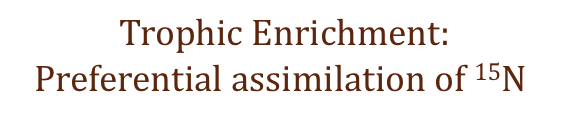 Trophic Enrichment:
Preferential assimilation of ¹⁵N